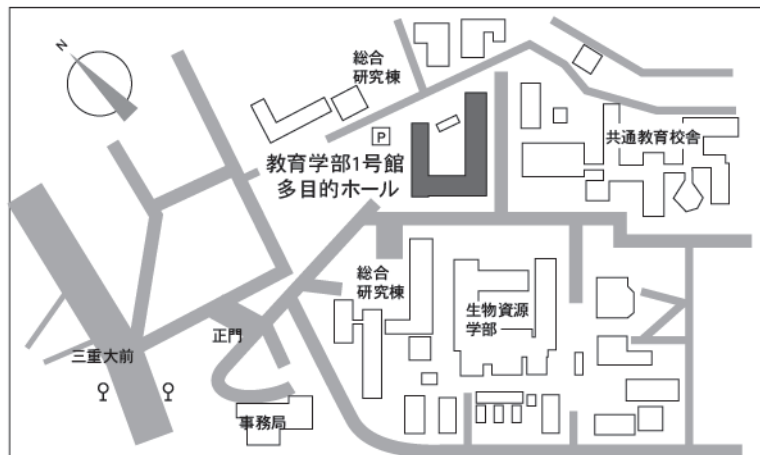 N
総合
研究棟
P
共通教育校舎
教育学部1号館
多目的ホール
総合
研究棟
生物資源
学部
正門
三重大前
事務局